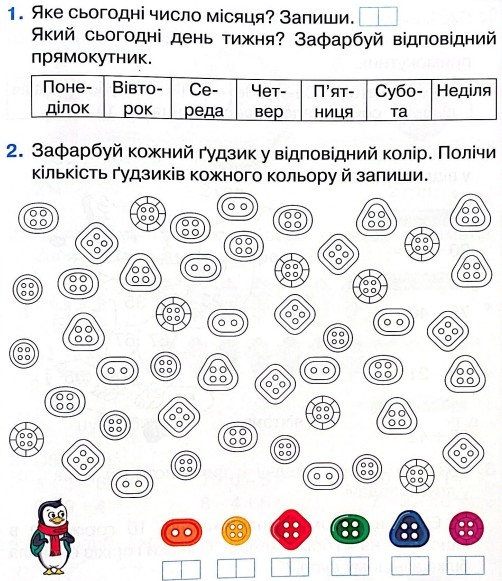 1. Яке сьогодні число місяця? Запиши.
Який сьогодні день тижня? Зафарбуй відповідний
прямокутник.
Поне-
ділок
Вівто-
рок
Се-
реда
Чет-
вер
П'ят-
ниця
Субо-
та
Неділя
2. Зафарбуй кожний ґудзик у відповідний колір. Полічи
кількість ґудзиків кожного кольору й запиши.